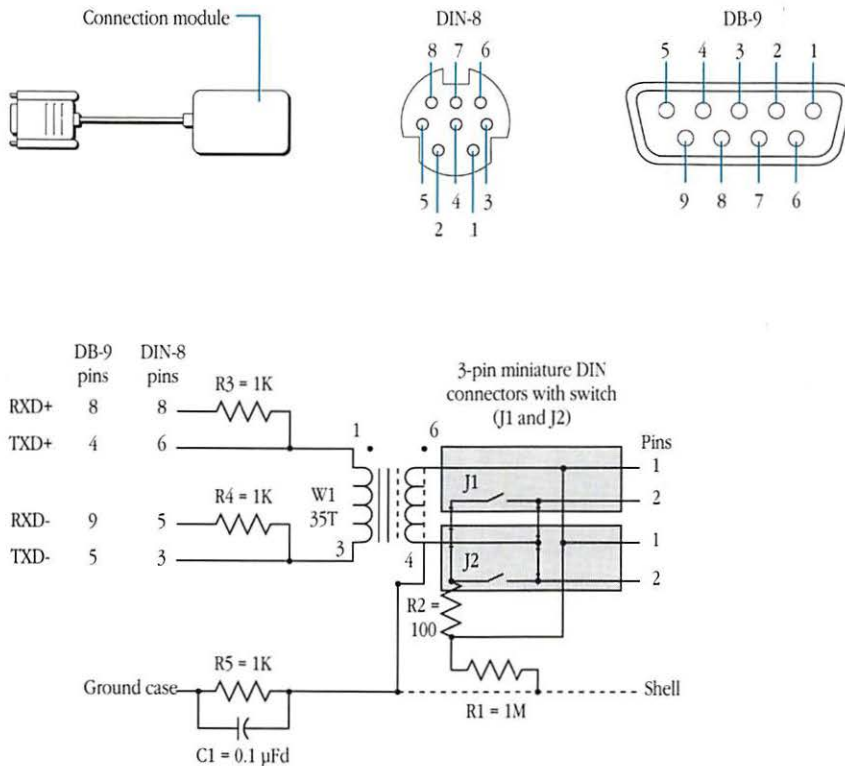 Connection module
DIN-8
DB-9
8 7 6
5 4 3
2 1
5 4 3 2 1
9 8 7 6
DB-9 pins
DIN-8 pins
RXD+ 8 8
R3 = 1K
TXD+ 4 6
RXD- 9 5
R4 = 1K
TXD- 5 3
1
6
W1
35T
3
4
3-pin miniature DIN
connectors with switch
(J1 and J2)
Pins
1
J1
2
1
J2
2
R2 =
100
R5 = 1K
Ground case
C1 = 0.1 µFd
R1 = 1M
Shell